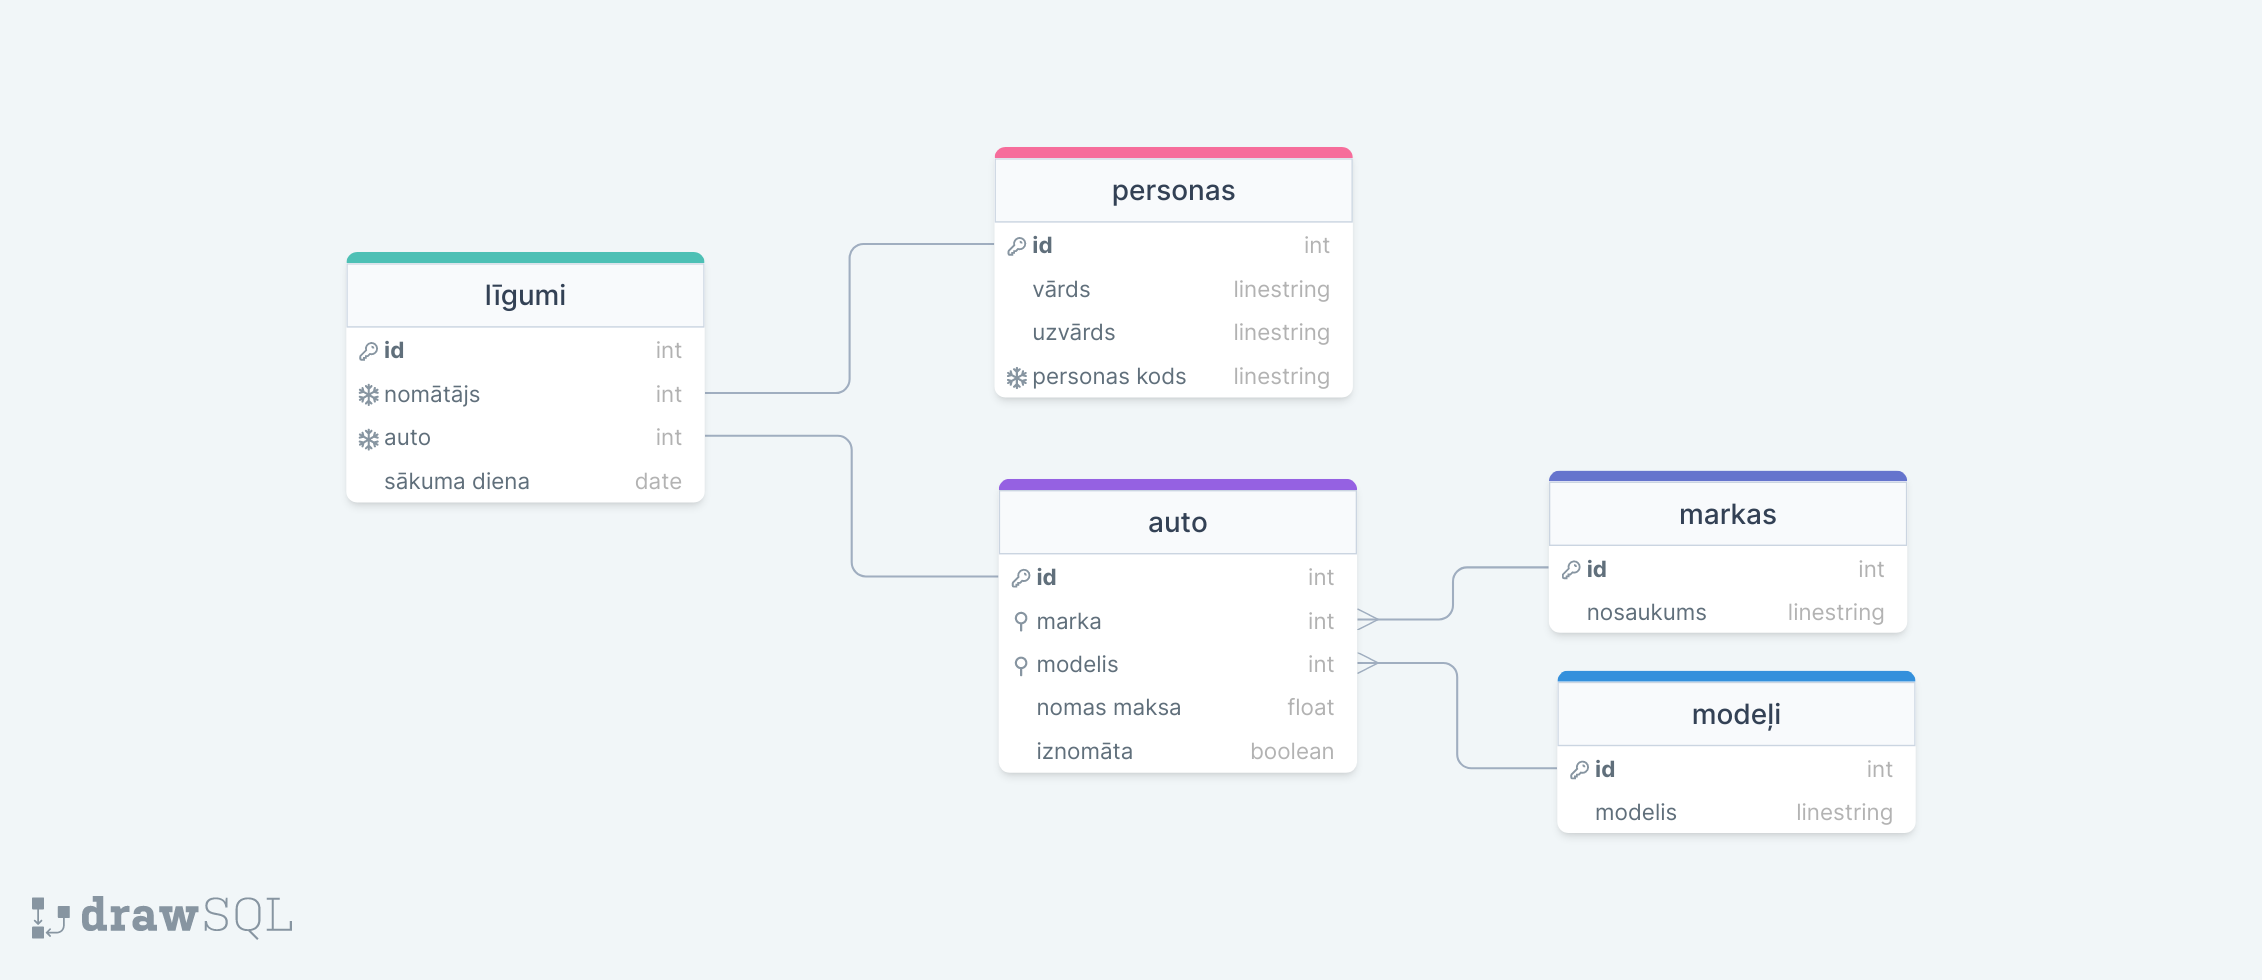 līgumi
id int
nomātājs int
auto int
sākuma diena date
personas
id int
vārds linestring
uzvārds linestring
personas kods linestring
auto
id int
marka int
modelis int
nomas maksa float
iznomāta boolean
markas
id int
nosaukums linestring
modeļi
id int
modelis linestring
drawSQL